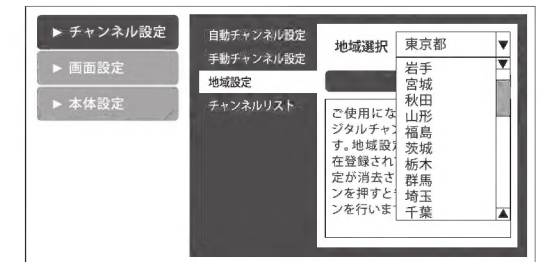 ▶ チャンネル設定
▶ 画面設定
▶ 本体設定
自動チャンネル設定
手動チャンネル設定
地域設定
チャンネルリスト
地域選択 東京都 ▼
岩手
宮城
秋田
山形
福島
茨城
栃木
群馬
埼玉
千葉
ご使用にな
ジタルチャン
す。地域設定
在登録され
定が消去さ
ンを押すと
ンを行いま